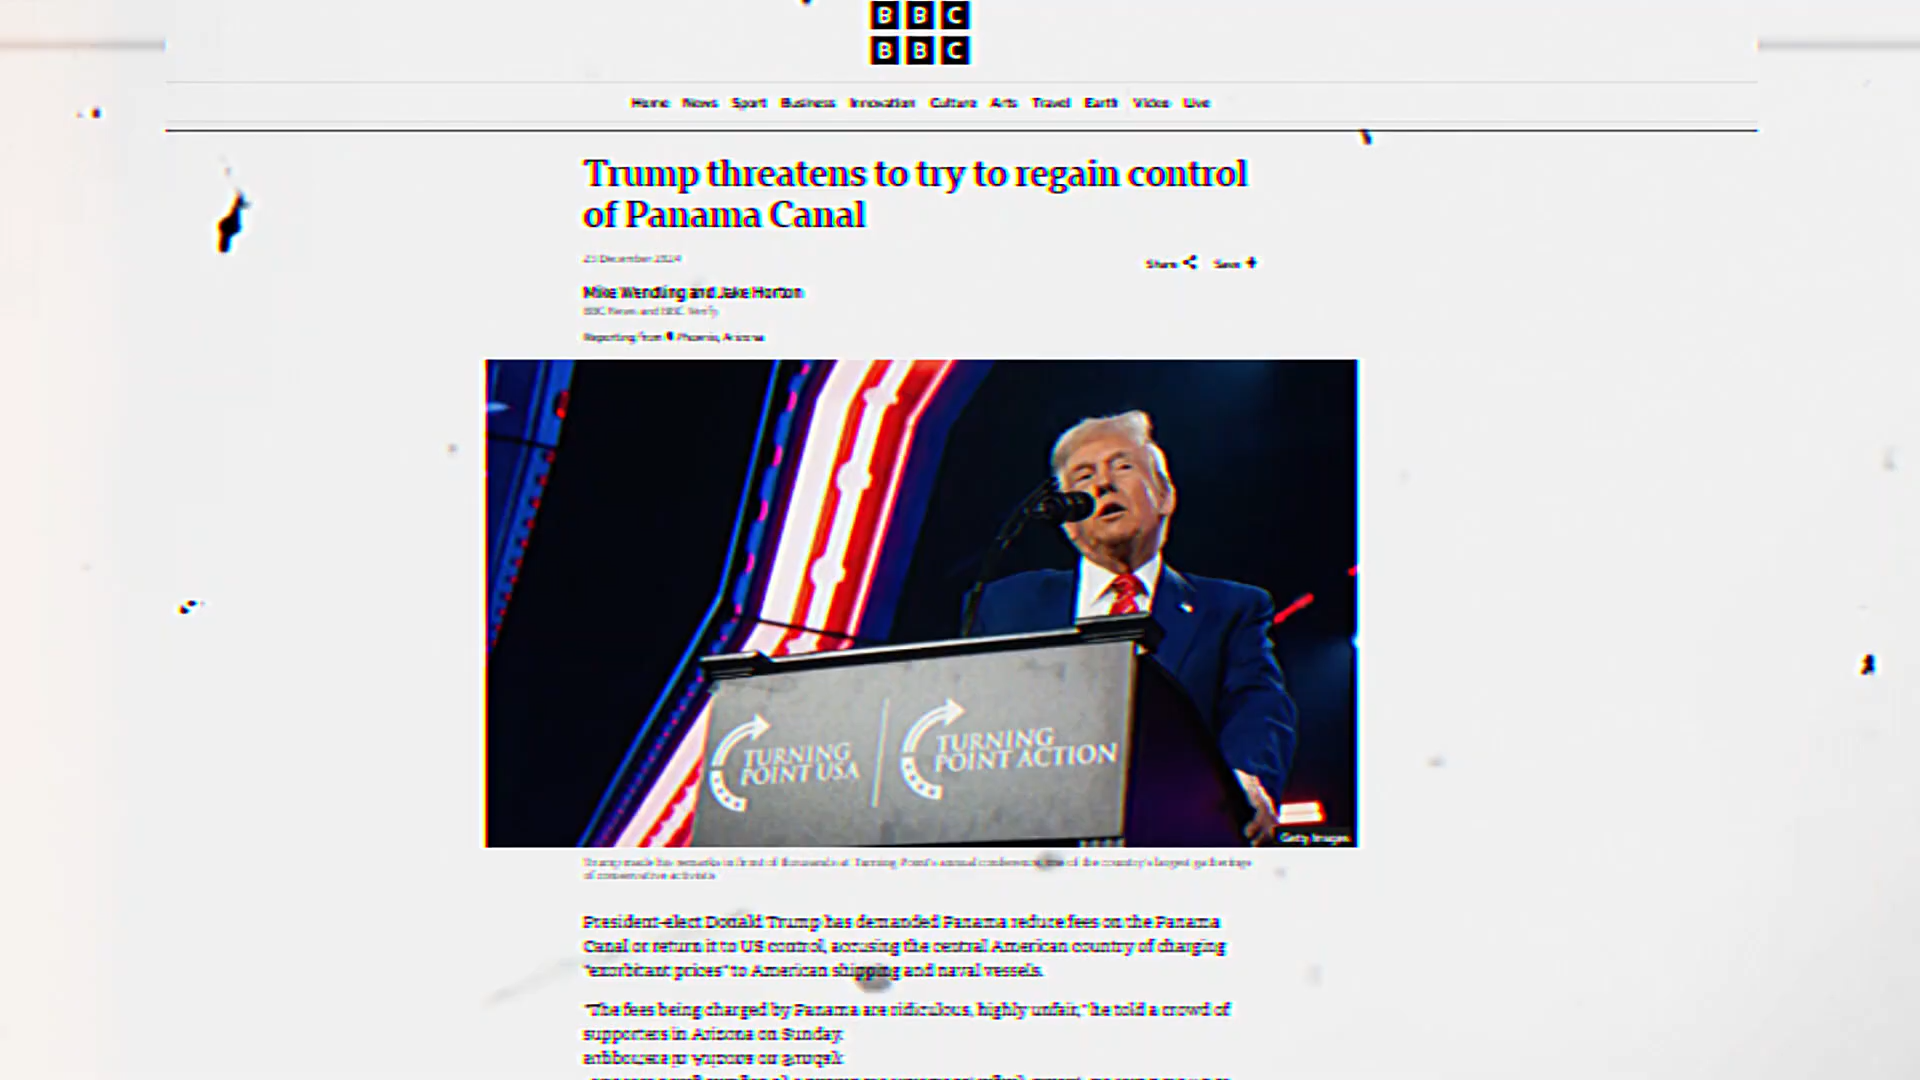 BBC
BBC
Home News Sport Business Innovation Culture Arts Travel Earth Video Live
Trump threatens to try to regain control
of Panama Canal
23 December 2024
Share Save
Mike Wendling and Jake Horton
BBC News and BBC Verify
Reporting from Phoenix, Arizona
TURNING
POINT USA
TURNING
POINT ACTION
Getty Images
Trump made his remarks in front of thousands at Turning Point's annual conference, one of the country's largest gatherings
of conservative activists
President-elect Donald Trump has demanded Panama reduce fees on the Panama
Canal or return it to US control, accusing the central American country of charging
"exorbitant prices" to American shipping and naval vessels.
"The fees being charged by Panama are ridiculous, highly unfair," he told a crowd of
supporters in Arizona on Sunday.